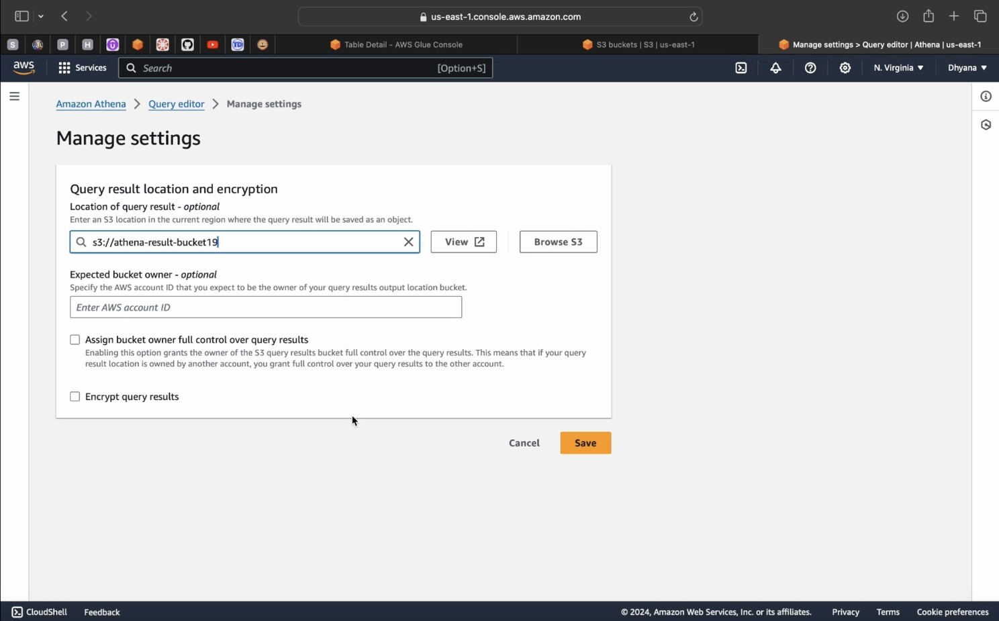 us-east-1.console.aws.amazon.com
S
P
H
TD
Table Detail - AWS Glue Console
S3 buckets | S3 | us-east-1
Manage settings > Query editor | Athena | us-east-1
aws
Services
Search
[Option+S]
N. Virginia
Dhyana
Amazon Athena
Query editor
Manage settings
Manage settings
Query result location and encryption
Location of query result - optional
Enter an S3 location in the current region where the query result will be saved as an object.
s3://athena-result-bucket19
View
Browse S3
Expected bucket owner - optional
Specify the AWS account ID that you expect to be the owner of your query results output location bucket.
Enter AWS account ID
Assign bucket owner full control over query results
Enabling this option grants the owner of the S3 query results bucket full control over the query results. This means that if your query
result location is owned by another account, you grant full control over your query results to the other account.
Encrypt query results
Cancel
Save
CloudShell
Feedback
© 2024, Amazon Web Services, Inc. or its affiliates.
Privacy
Terms
Cookie preferences